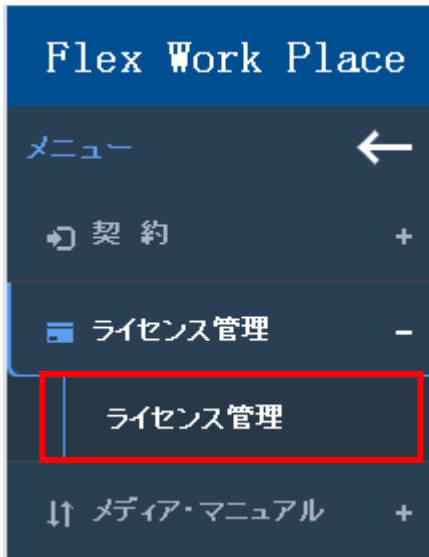 Flex Work Place
メニュー
契 約 +
ライセンス管理 -
ライセンス管理
メディア・マニュアル +